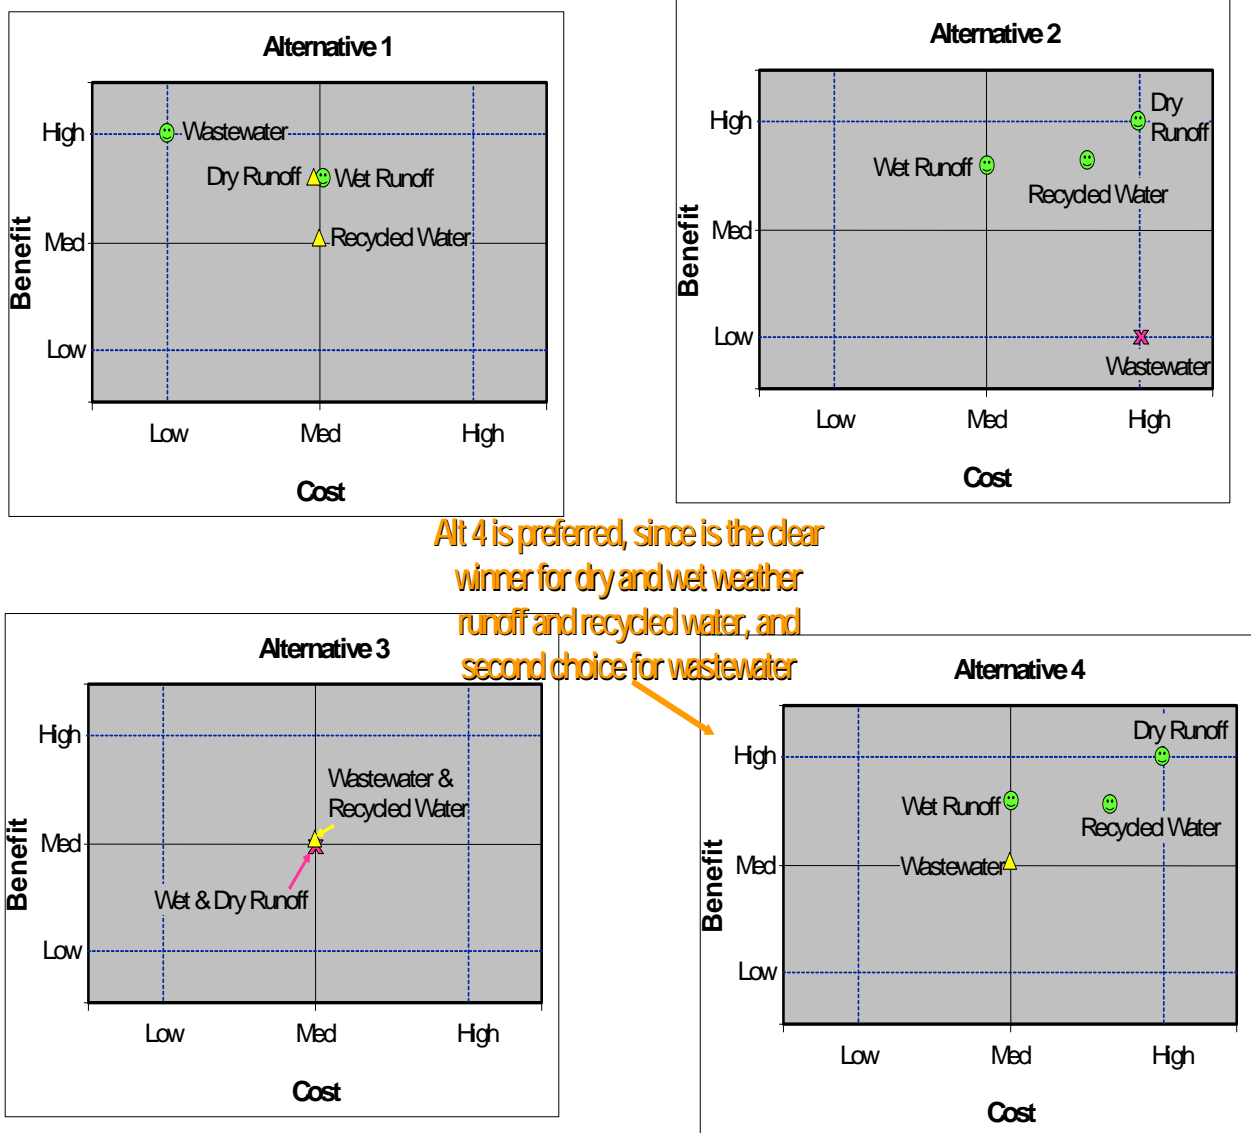 Alternative 1
High
Wastewater
Dry Runoff
Wet Runoff
Med
Recycled Water
Low
Benefit
Low
Med
High
Cost
Alternative 2
High
Dry
Runoff
Wet Runoff
Recycled Water
Med
Low
Wastewater
Benefit
Low
Med
High
Cost
Alt 4 is preferred, since is the clear
winner for dry and wet weather
runoff and recycled water, and
second choice for wastewater
Alternative 3
High
Wastewater &
Recycled Water
Med
Wet & Dry Runoff
Low
Benefit
Low
Med
High
Cost
Alternative 4
Dry Runoff
High
Wet Runoff
Recycled Water
Med
Wastewater
Low
Benefit
Low
Med
High
Cost